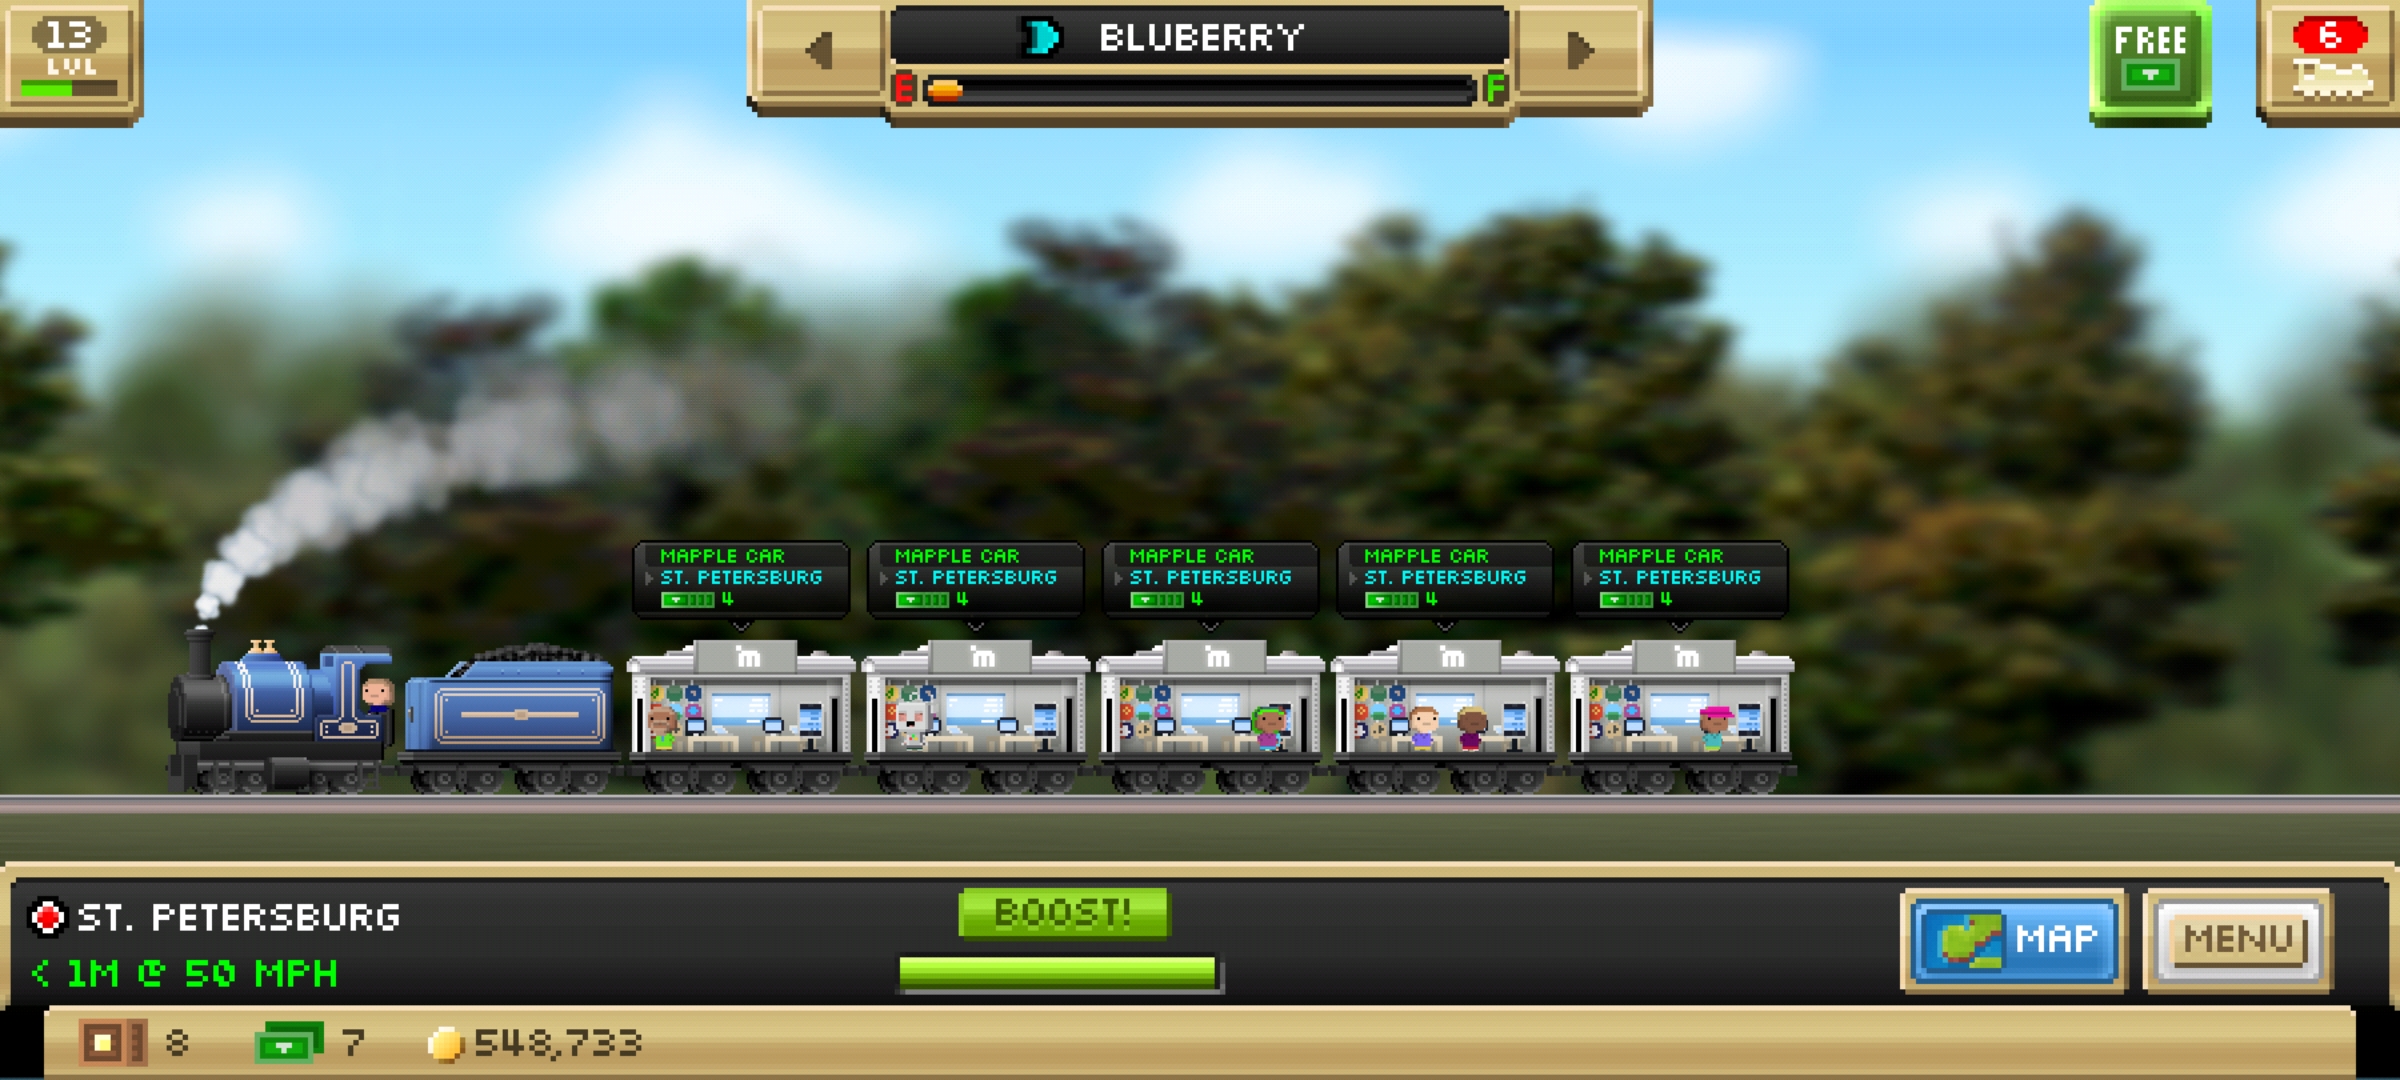 13
LVL
BLUBERRY
E F
FREE
6
MAPPLE CAR
ST. PETERSBURG
4
MAPPLE CAR
ST. PETERSBURG
4
MAPPLE CAR
ST. PETERSBURG
4
MAPPLE CAR
ST. PETERSBURG
4
MAPPLE CAR
ST. PETERSBURG
4
m
m
m
m
m
ST. PETERSBURG
< 1M @ 50 MPH
BOOST!
MAP
MENU
8
7
548,733